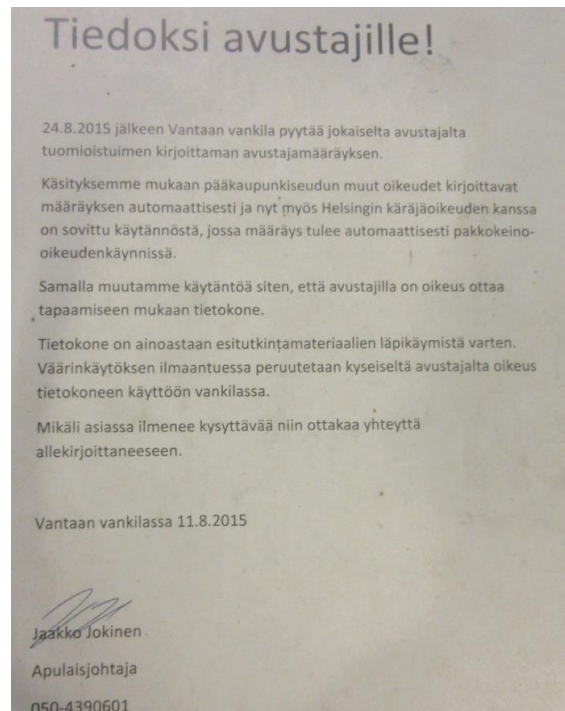 Tiedoksi avustajille!
24.8.2015 jälkeen Vantaan vankila pyytää jokaiselta avustajalta
tuomioistuimen kirjoittaman avustajamääräyksen.
Käsityksemme mukaan pääkaupunkiseudun muut oikeudet kirjoittavat
määräyksen automaattisesti ja nyt myös Helsingin käräjäoikeuden kanssa
on sovittu käytännöstä, jossa määräys tulee automaattisesti pakkokeino-
oikeudenkäynnissä.
Samalla muutamme käytäntöä siten, että avustajilla on oikeus ottaa
tapaamiseen mukaan tietokone.
Tietokone on ainoastaan esitutkintamateriaalien läpikäymistä varten.
Väärinkäytöksen ilmaantuessa peruutetaan kyseiseltä avustajalta oikeus
tietokoneen käyttöön vankilassa.
Mikäli asiassa ilmenee kysyttävää niin ottakaa yhteyttä
allekirjoittaneeseen.
Vantaan vankilassa 11.8.2015
Jaakko Jokinen
Apulaisjohtaja
050-4390601